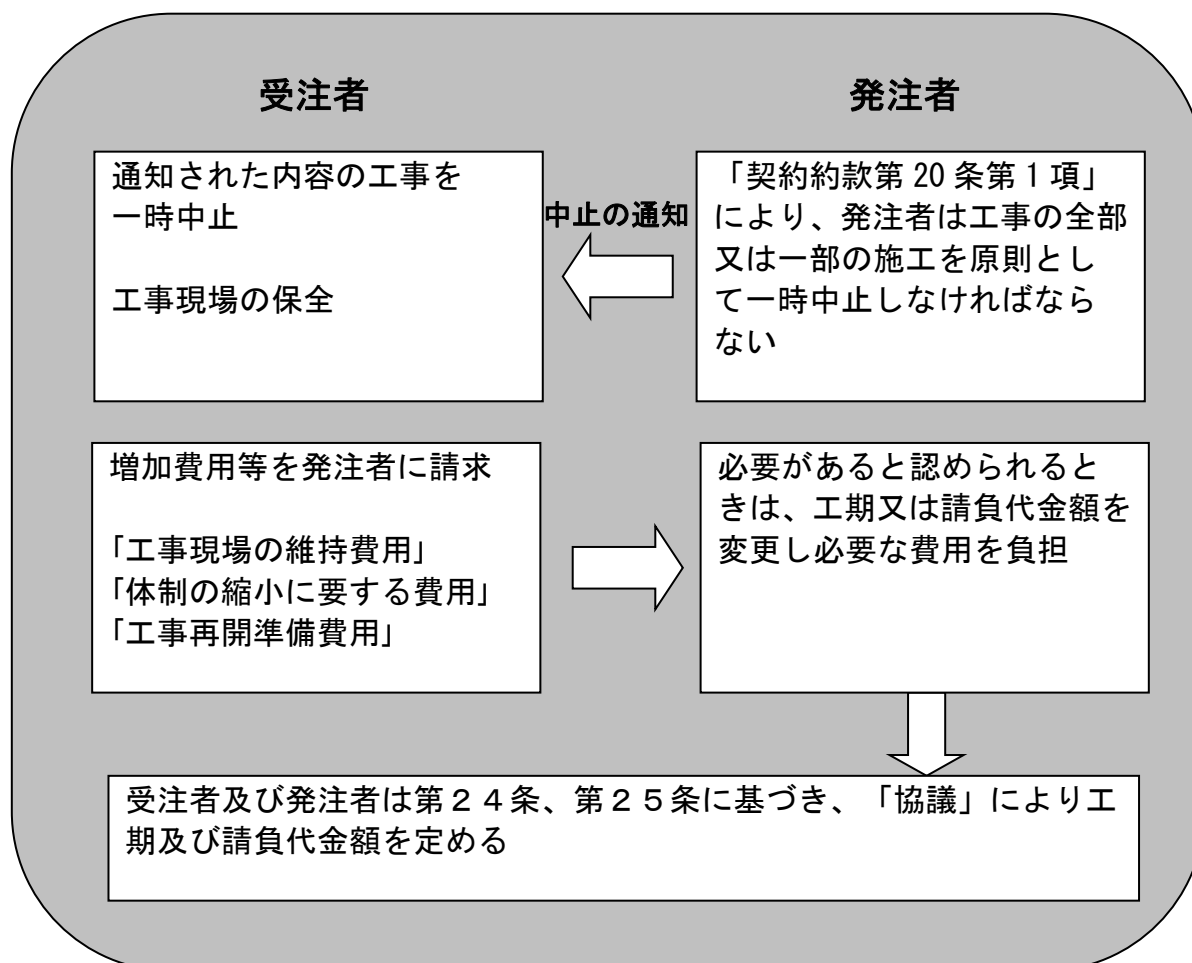 受注者
発注者
通知された内容の工事を
一時中止
工事現場の保全
中止の通知
「契約約款第 20 条第 1 項」
により、発注者は工事の全部
又は一部の施工を原則とし
て一時中止しなければなら
ない
増加費用等を発注者に請求
「工事現場の維持費用」
「体制の縮小に要する費用」
「工事再開準備費用」
必要があると認められると
きは、工期又は請負代金額を
変更し必要な費用を負担
受注者及び発注者は第２４条、第２５条に基づき、「協議」により工
期及び請負代金額を定める